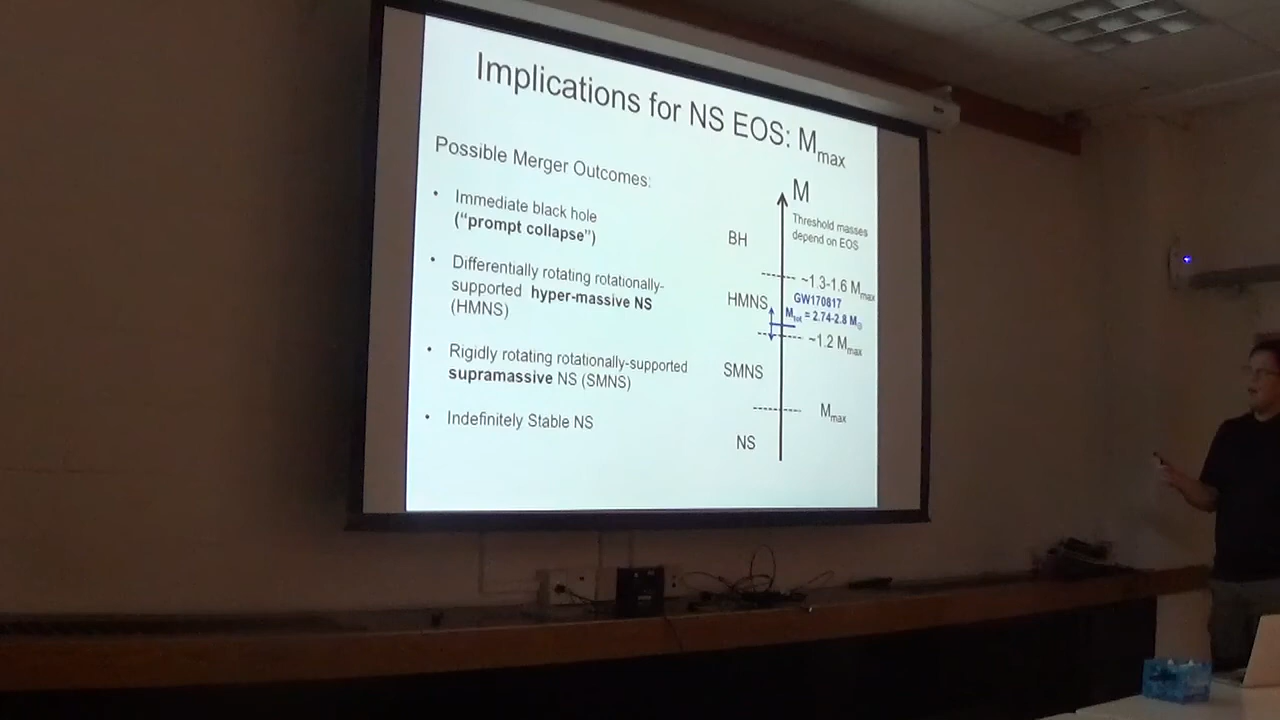 Implications for NS EOS: Mmax
Possible Merger Outcomes:
• Immediate black hole
("prompt collapse")
• Differentially rotating rotationally-
supported hyper-massive NS
(HMNS)
• Rigidly rotating rotationally-supported
supramassive NS (SMNS)
• Indefinitely Stable NS
M
Threshold masses
depend on EOS
BH
~1.3-1.6 Mmax
HMNS
GW170817
Mtot = 2.74-2.8 M☉
~1.2 Mmax
SMNS
Mmax
NS